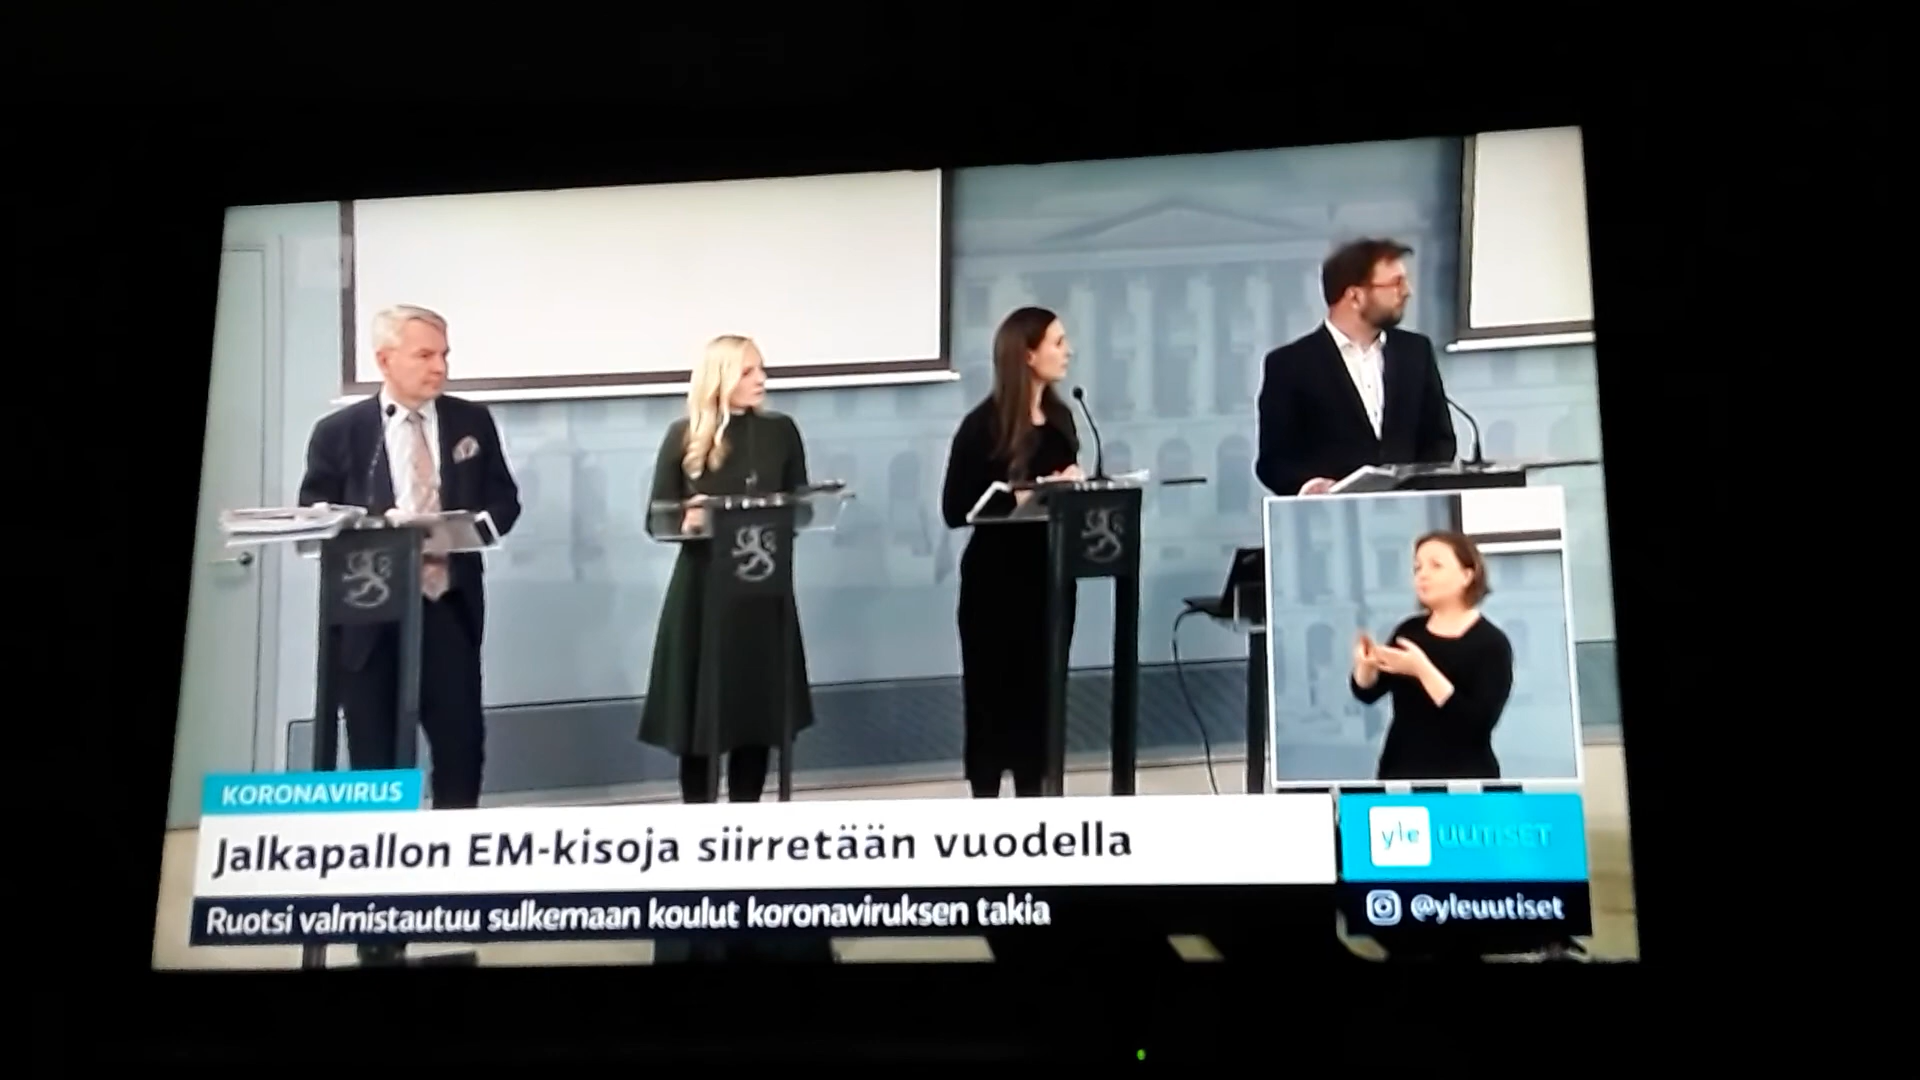 KORONAVIRUS
Jalkapallon EM-kisoja siirretään vuodella
yle UUTISET
Ruotsi valmistautuu sulkemaan koulut koronaviruksen takia
@yleuutiset